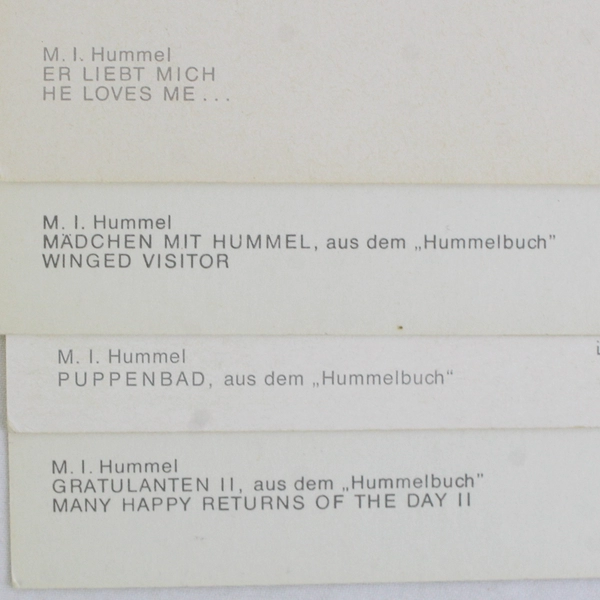 M. I. Hummel
ER LIEBT MICH
HE LOVES ME...
M. I. Hummel
MÄDCHEN MIT HUMMEL, aus dem „Hummelbuch”
WINGED VISITOR
M. I. Hummel
PUPPENBAD, aus dem „Hummelbuch“
M. I. Hummel
GRATULANTEN II, aus dem „Hummelbuch”
MANY HAPPY RETURNS OF THE DAY II